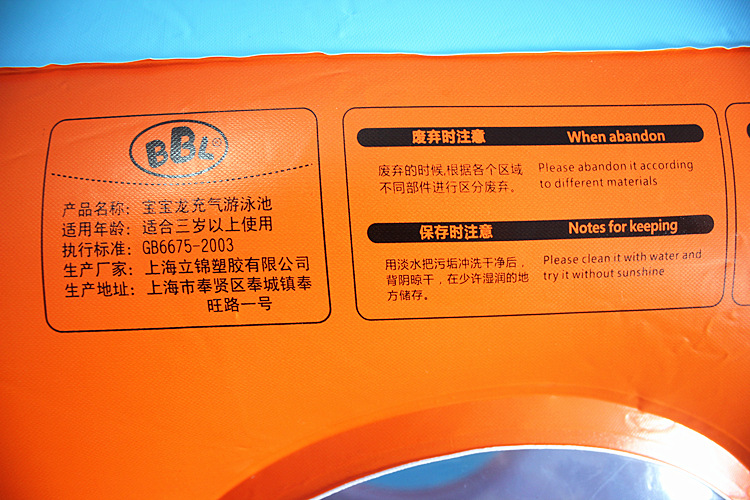 BBL®
产品名称：宝宝龙充气游泳池
适用年龄：适合三岁以上使用
执行标准：GB6675-2003
生产厂家：上海立锦塑胶有限公司
生产地址：上海市奉贤区奉城镇奉
旺路一号
废弃时注意 When abandon
废弃的时候,根据各个区域
不同部件进行区分废弃。
Please abandon it according
to different materials
保存时注意 Notes for keeping
用淡水把污垢冲洗干净后，
背阴晾干，在少许湿润的地
方储存。
Please clean it with water and
try it without sunshine